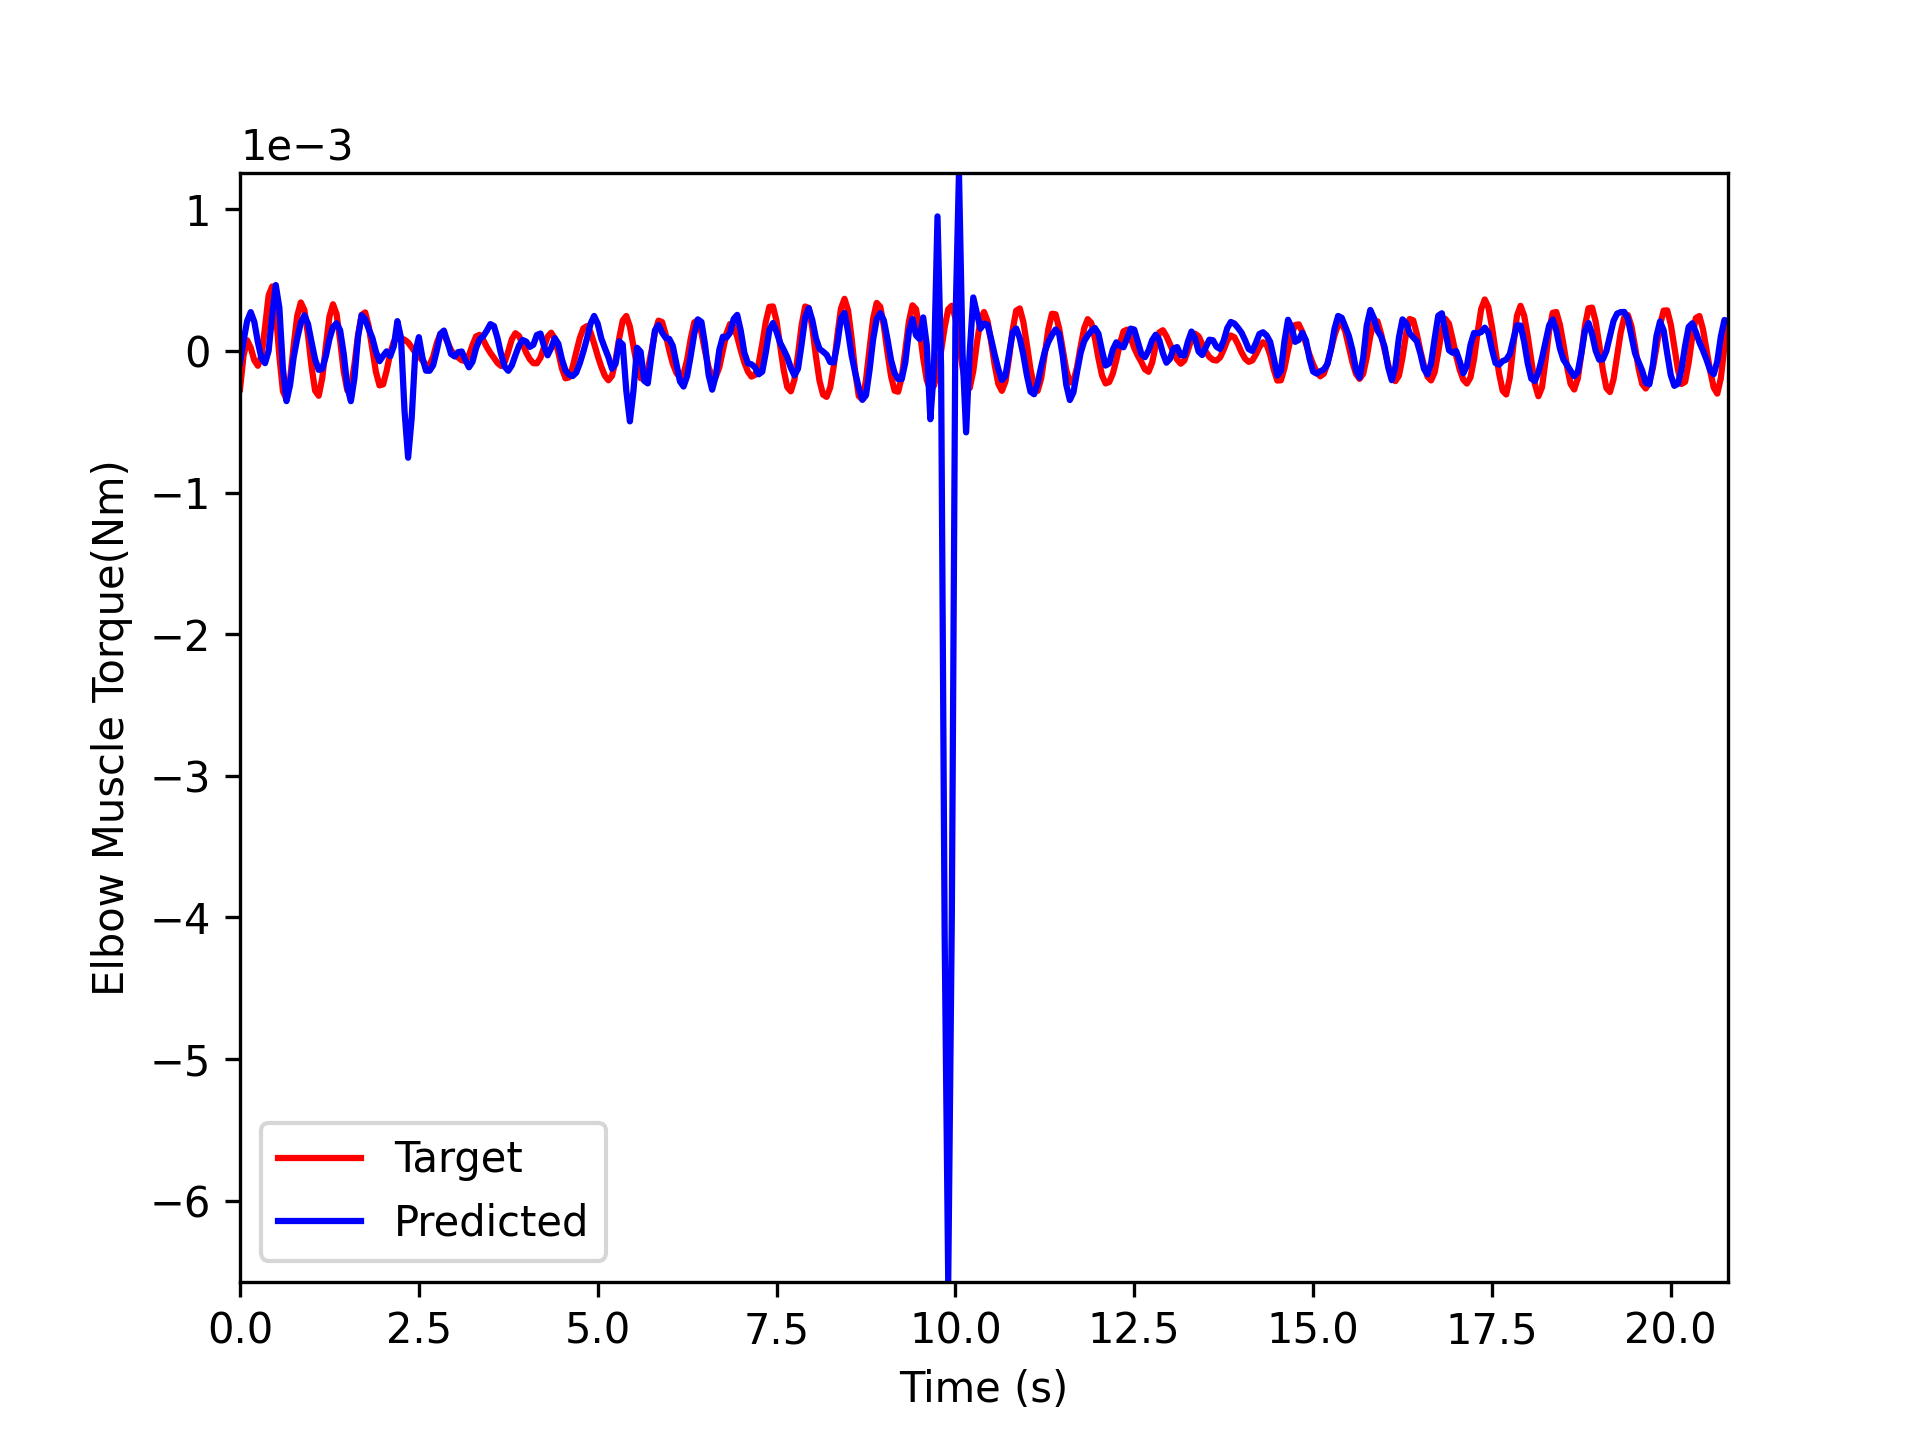 1e−3
1
0
−1
−2
−3
−4
−5
−6
Elbow Muscle Torque(Nm)
Target
Predicted
0.0 2.5 5.0 7.5 10.0 12.5 15.0 17.5 20.0
Time (s)